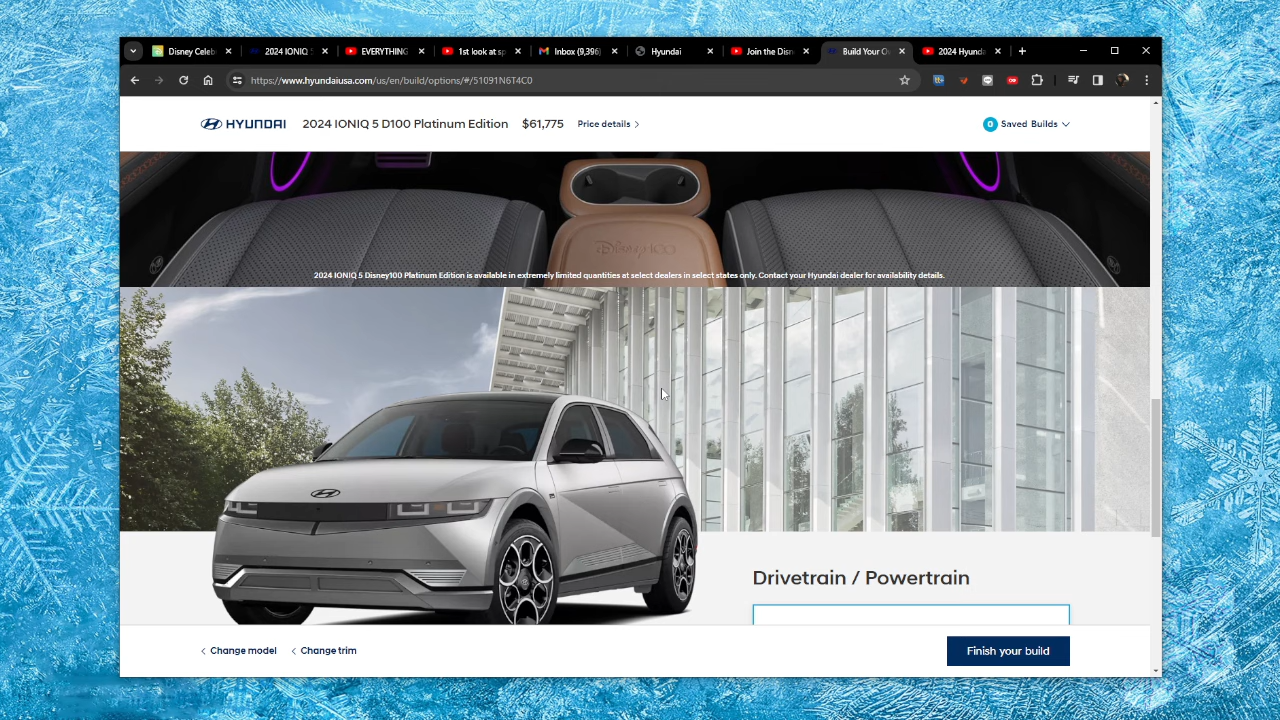 Disney Celeb
2024 IONIQ 5
EVERYTHING
1st look at sp
Inbox (9,396)
Hyundai
Join the Disn
Build Your O
2024 Hyunda
https://www.hyundaiusa.com/us/en/build/options/#/51091N6T4C0
HYUNDAI
2024 IONIQ 5 D100 Platinum Edition
$61,775
Price details
0
Saved Builds
Disney100
2024 IONIQ 5 Disney100 Platinum Edition is available in extremely limited quantities at select dealers in select states only. Contact your Hyundai dealer for availability details.
Drivetrain / Powertrain
Change model
Change trim
Finish your build